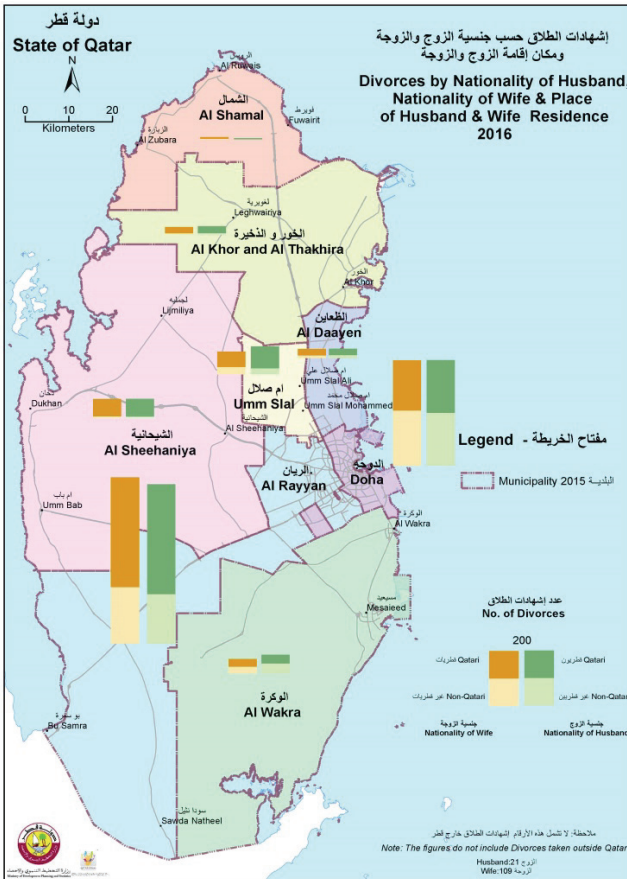 دولة قطر
State of Qatar
N
0 10 20
Kilometers
إشهادات الطلاق حسب جنسية الزوج والزوجة
ومكان إقامة الزوج والزوجة
Divorces by Nationality of Husband,
Nationality of Wife & Place
of Husband & Wife Residence
2016
الرويس
Al Ruweis
الشمال
Al Shamal
فويرط
Fuwairit
الزبارة
Al Zubara
لغويرية
Leghwairiya
الخور و الذخيرة
Al Khor and Al Thakhira
الخور
Al Khor
لجميليه
Lijmiliya
الظعاين
Al Daayen
ام صلال علي
Umm Slal Ali
ام صلال
Umm Slal
ام صلال محمد
Umm Slal Mohammed
دخان
Dukhan
الشيحانية
Al Sheehaniya
الشيحانية
Al Sheehaniya
Legend - مفتاح الخريطة
الريان
Al Rayyan
الدوحة
Doha
Municipality 2015 البلدية
ام باب
Umm Bab
الوكرة
Al Wakra
مسيعيد
Mesaieed
عدد إشهادات الطلاق
No. of Divorces
200
Qatari قطريات
Qatari قطريون
Non-Qatari غير قطريات
Non-Qatari غير قطريين
جنسية الزوجة
Nationality of Wife
جنسية الزوج
Nationality of Husband
الوكرة
Al Wakra
بو سمرة
Bu Samra
سودا نثيل
Sawda Natheel
ملاحظة: لا تشمل هذه الأرقام إشهادات الطلاق خارج قطر
Note: The figures do not include Divorces taken outside Qatar
Husband:21 الزوج
Wife:109 الزوجة